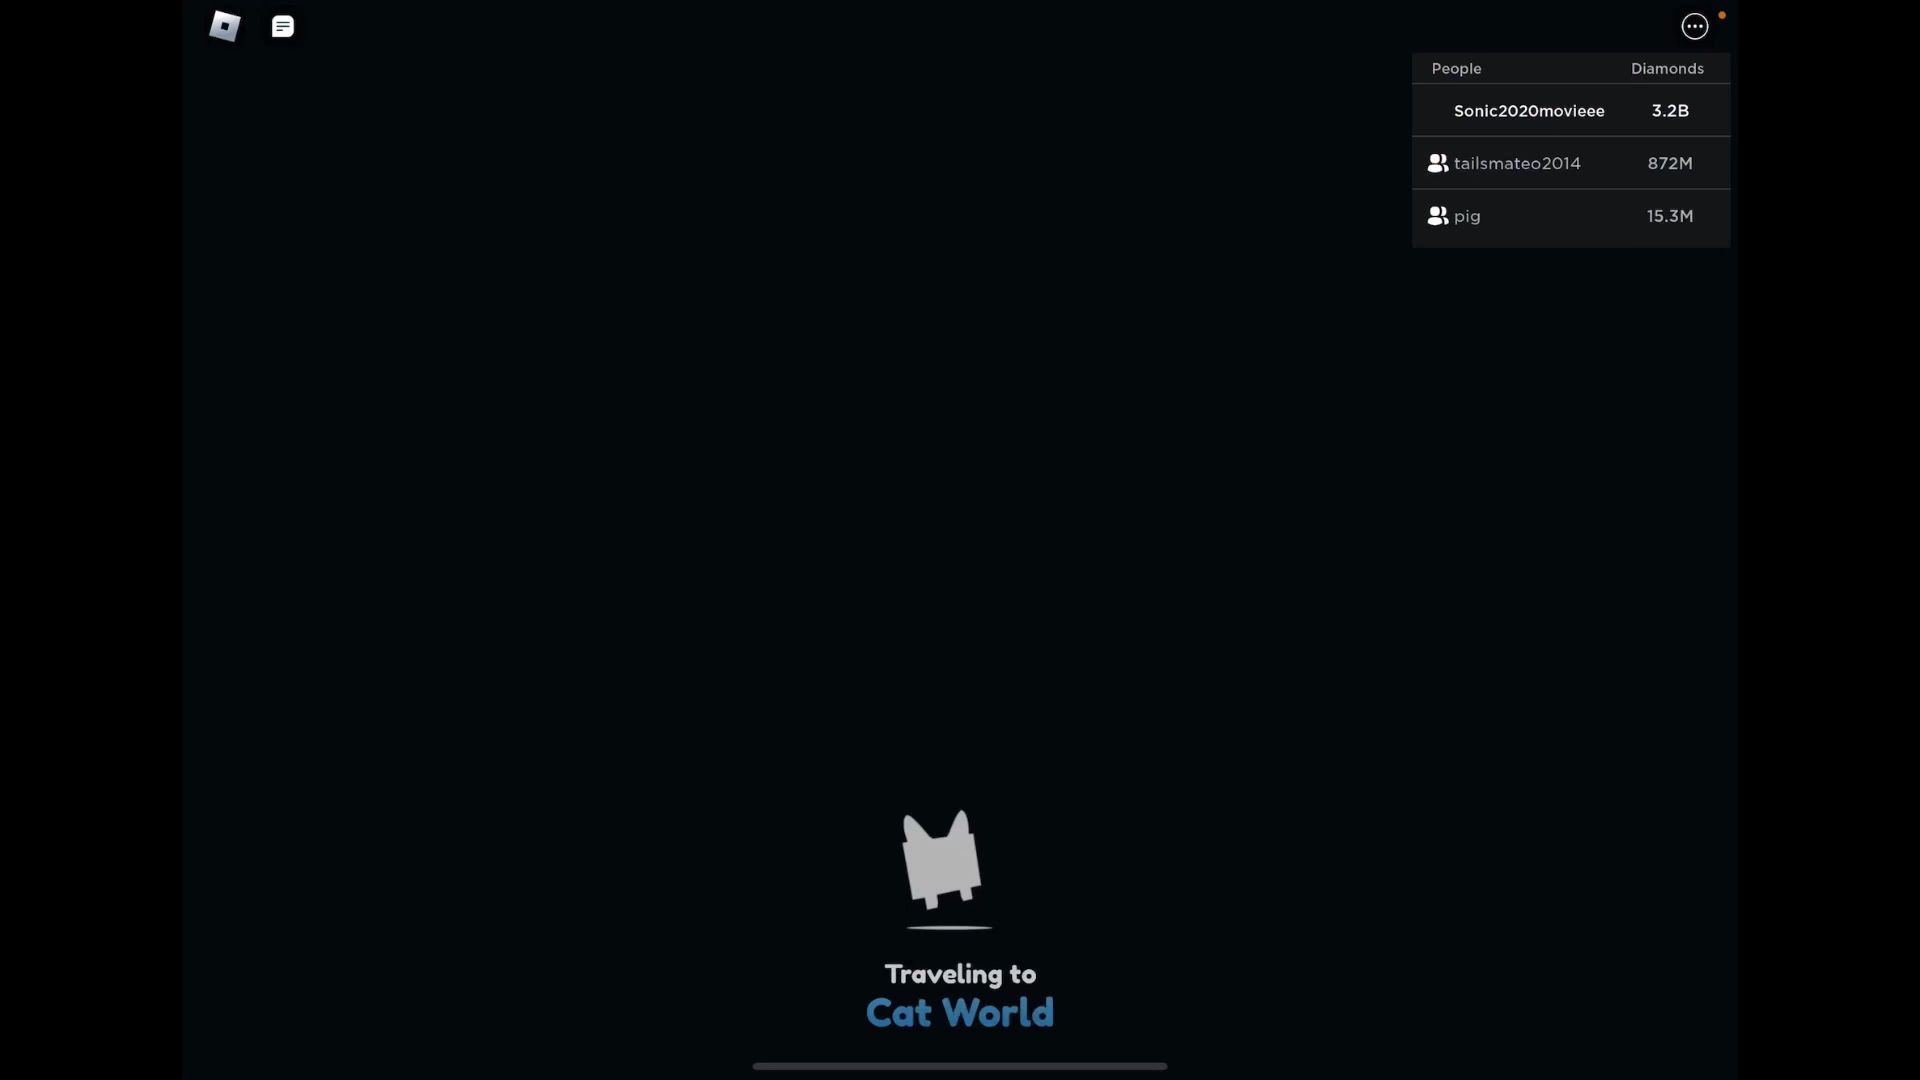 People Diamonds
Sonic2020movieee 3.2B
tailsmateo2014 872M
pig 15.3M
Traveling to
Cat World